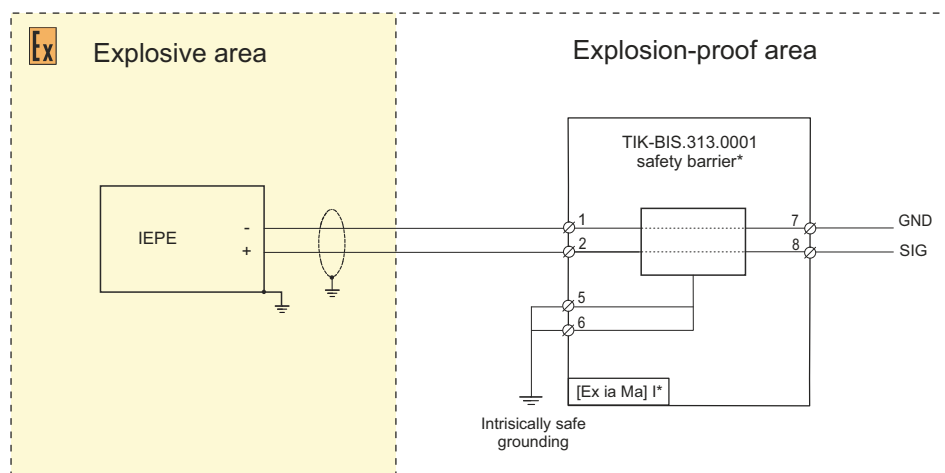 Ex
Explosive area
Explosion-proof area
TIK-BIS.313.0001
safety barrier*
IEPE
-
+
1
2
5
6
7
8
GND
SIG
[Ex ia Ma] I*
Intrisically safe
grounding